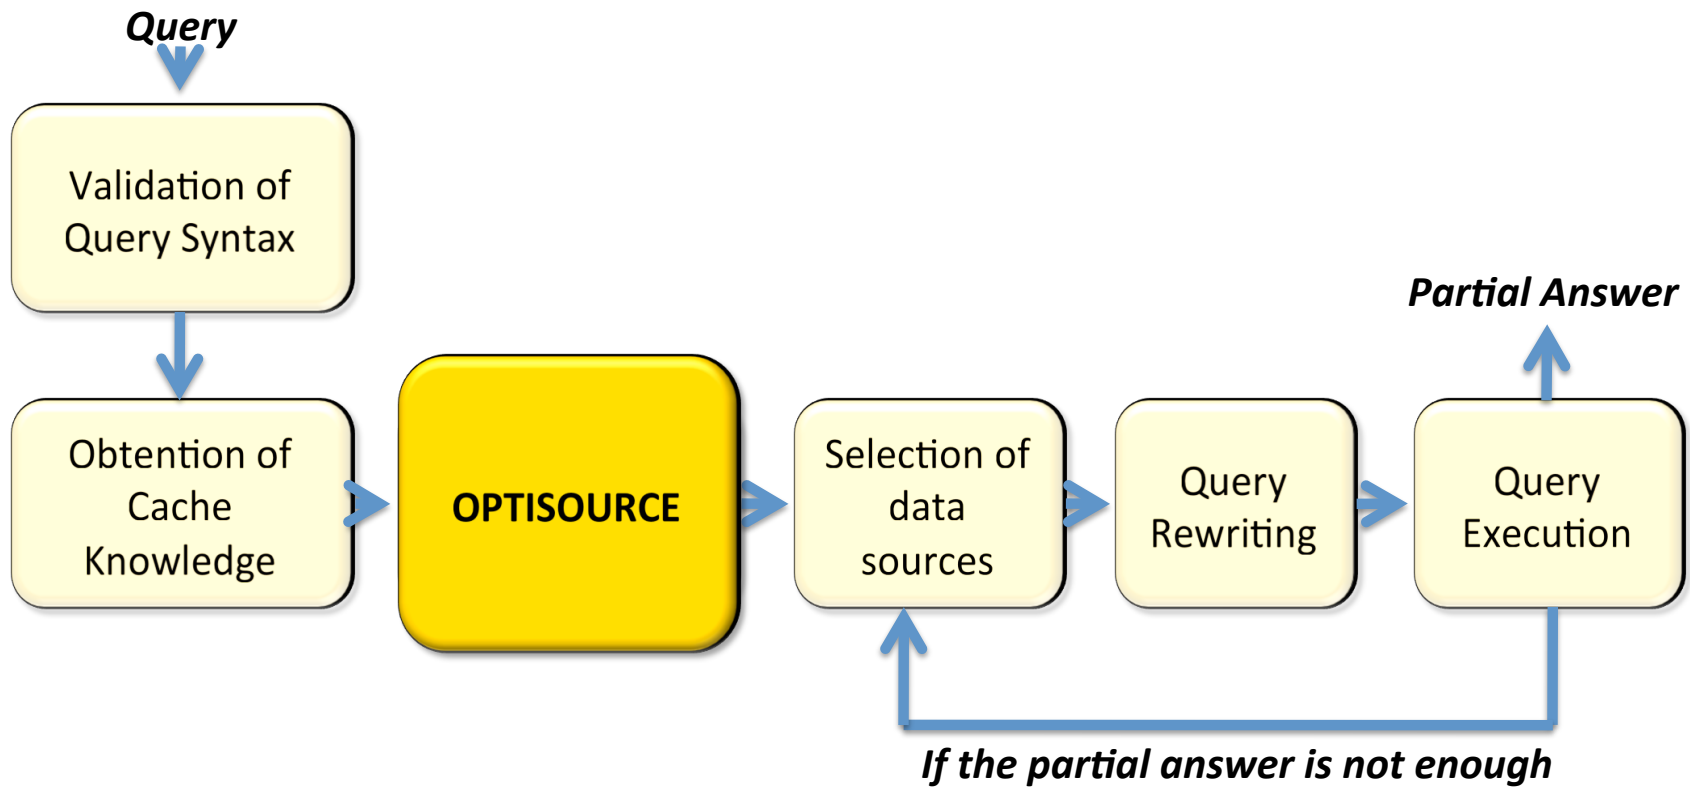 Query
Validation of
Query Syntax
Obtention of
Cache
Knowledge
OPTISOURCE
Selection of
data
sources
Query
Rewriting
Query
Execution
Partial Answer
If the partial answer is not enough